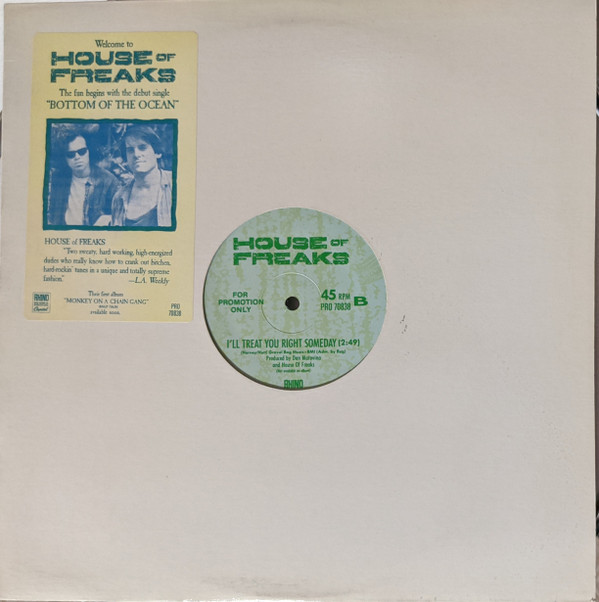 Welcome to
HOUSE OF
FREAKS
The fun begins with the debut single
"BOTTOM OF THE OCEAN"
HOUSE of FREAKS
"Two sweaty, hard working, high-energized
dudes who really know how to crank out bitchen,
hard-rockin' tunes in a unique and totally supreme
fashion."
—L.A. Weekly
Their first album
"MONKEY ON A CHAIN GANG"
available soon.
RHINO
PRO
70838
HOUSE OF
FREAKS
FOR
PROMOTION
ONLY
45 RPM
PRO 70838
B
I'LL TREAT YOU RIGHT SOMEDAY (2:49)
Produced by
and House Of Freaks
RHINO